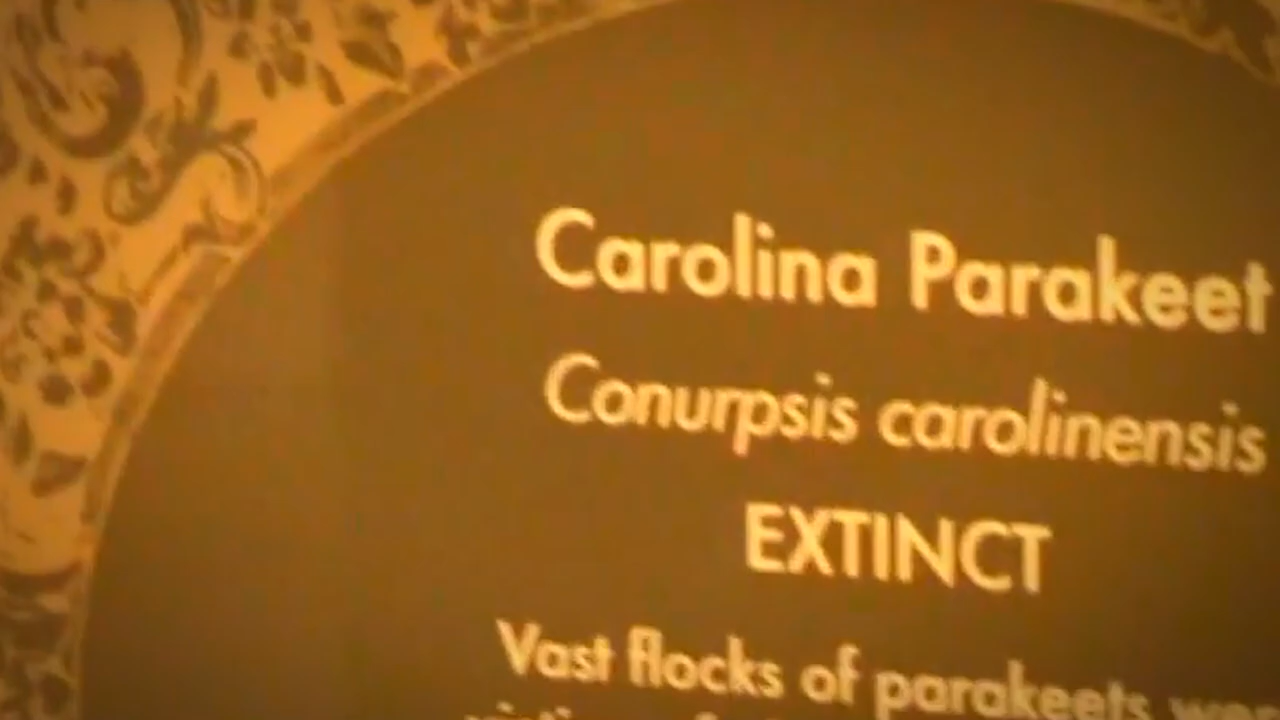 Carolina Parakeet
Conurpsis carolinensis
EXTINCT
Vast flocks of parakeets